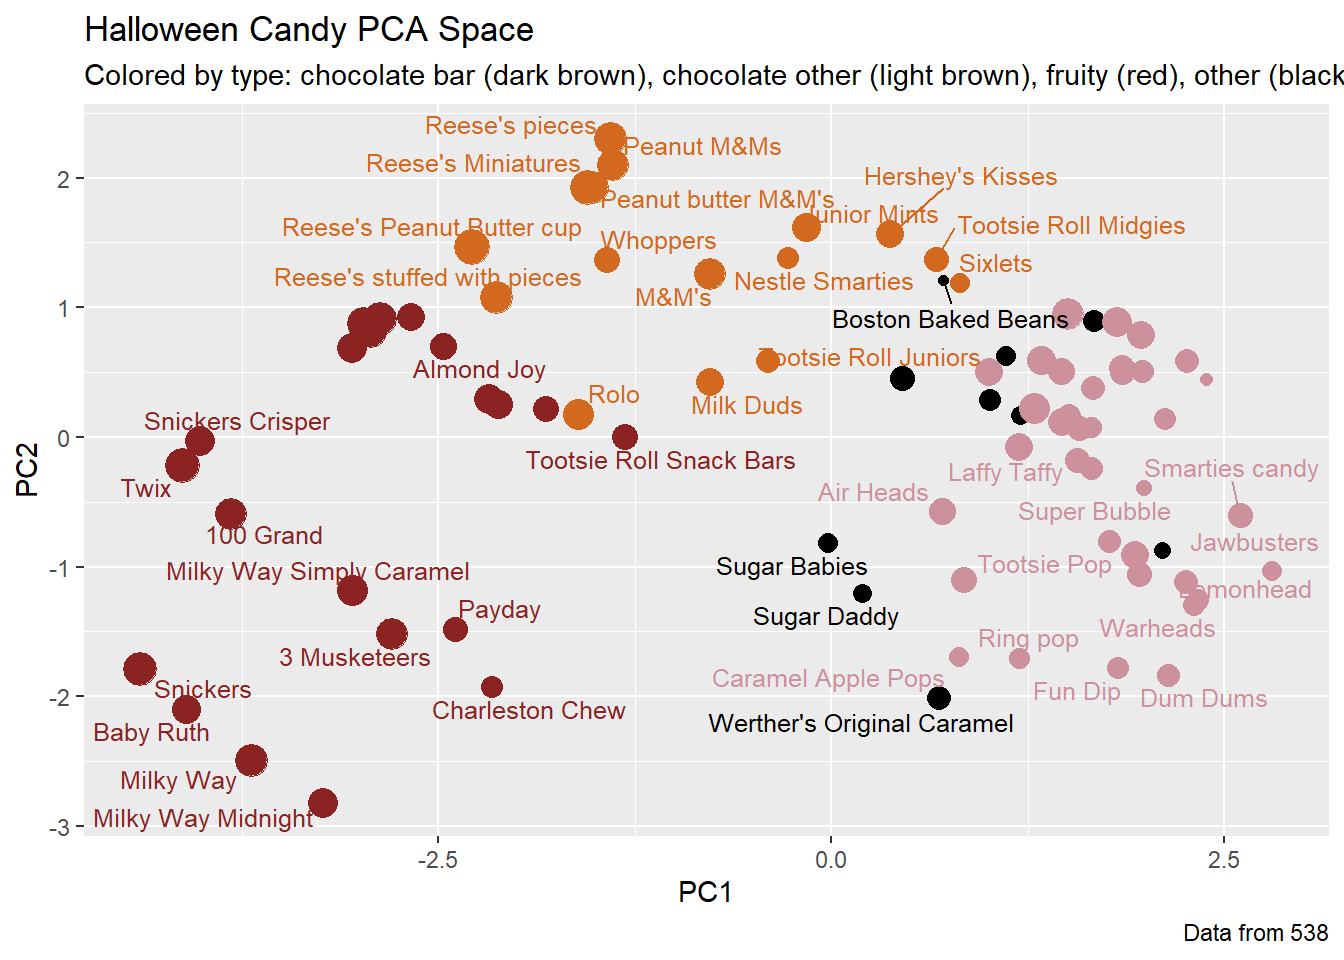 Halloween Candy PCA Space
Colored by type: chocolate bar (dark brown), chocolate other (light brown), fruity (red), other (black
Reese's pieces
Peanut M&Ms
Reese's Miniatures
Hershey's Kisses
2
Peanut butter M&M's
Junior Mints
Reese's Peanut Butter cup
Tootsie Roll Midgies
Whoppers
Sixlets
Reese's stuffed with pieces
Nestle Smarties
M&M's
1
Boston Baked Beans
Tootsie Roll Juniors
Almond Joy
Rolo
Milk Duds
Snickers Crisper
0
Tootsie Roll Snack Bars
Laffy Taffy
Smarties candy
PC2
Twix
Air Heads
Super Bubble
100 Grand
Jawbusters
-1
Milky Way Simply Caramel
Sugar Babies
Tootsie Pop
Lemonhead
Payday
Sugar Daddy
Warheads
3 Musketeers
Ring pop
Snickers
Caramel Apple Pops
Fun Dip
-2
Dum Dums
Charleston Chew
Werther's Original Caramel
Baby Ruth
Milky Way
Milky Way Midnight
-3
-2.5
0.0
2.5
PC1
Data from 538